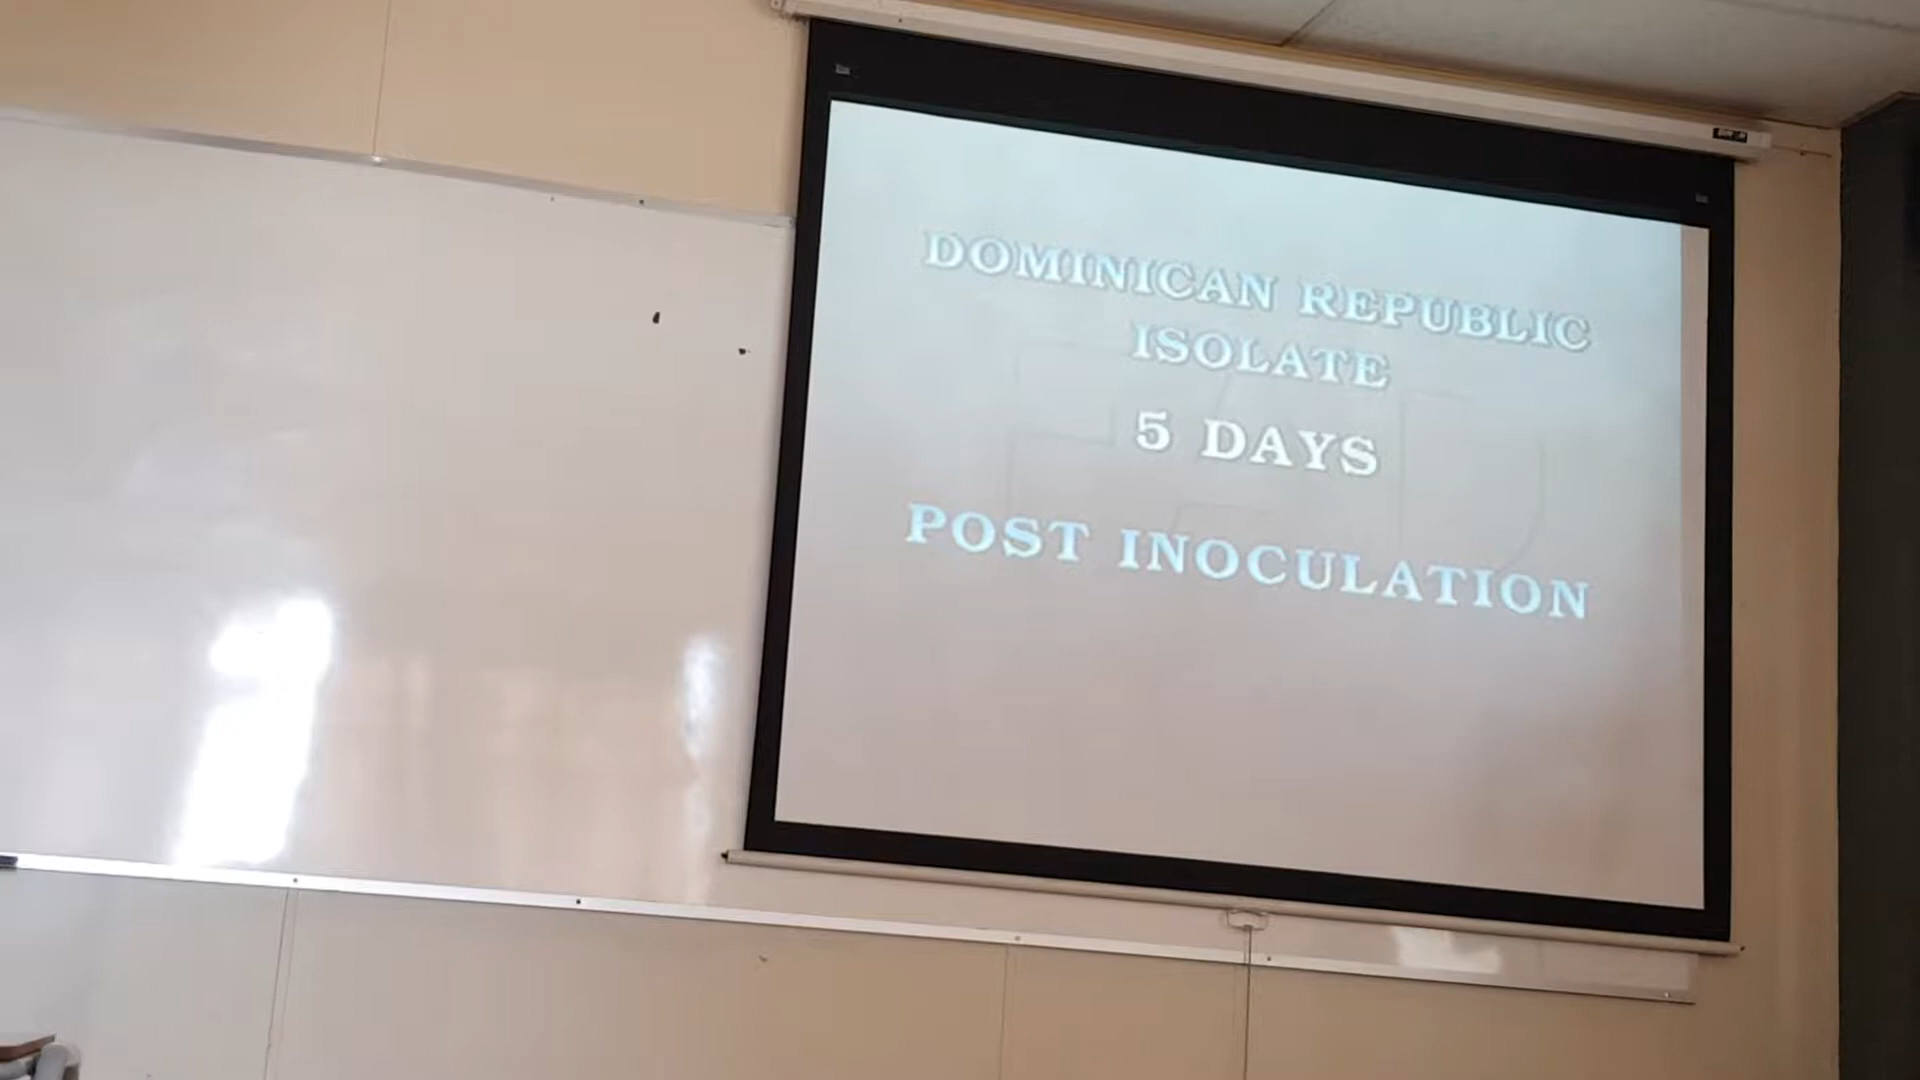 DOMINICAN REPUBLIC
ISOLATE
5 DAYS
POST INOCULATION